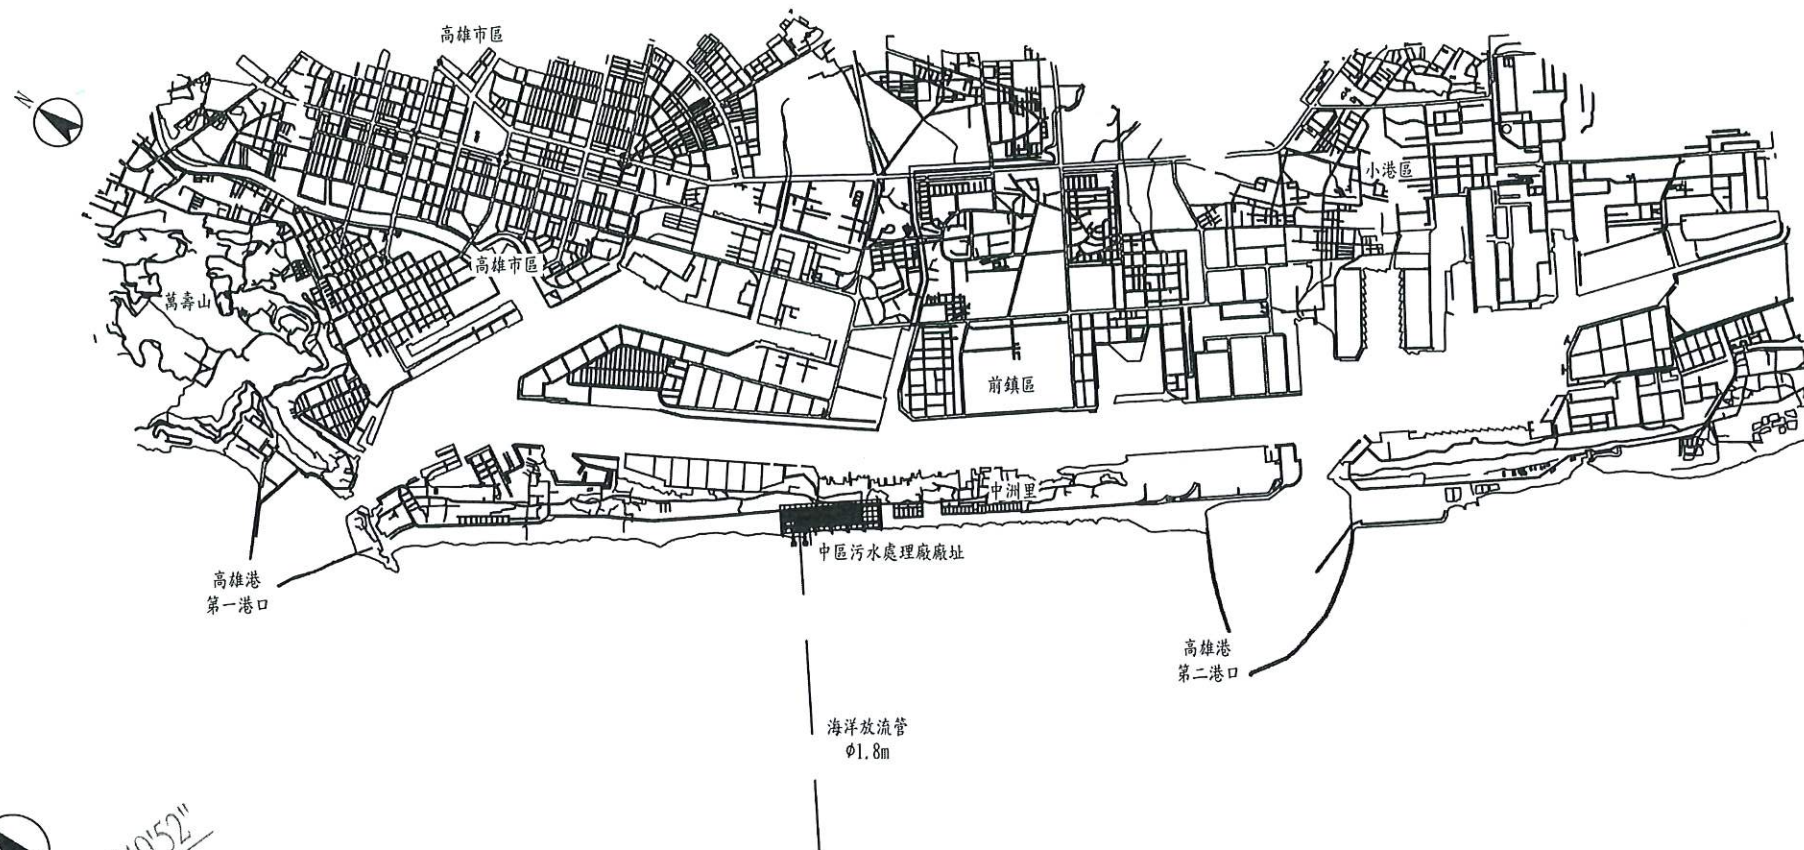 高雄市區
N
小港區
高雄市區
萬壽山
前鎮區
中洲里
中區污水處理廠廠址
高雄港
第一港口
高雄港
第二港口
海洋放流管
φ1.8m
0'52"